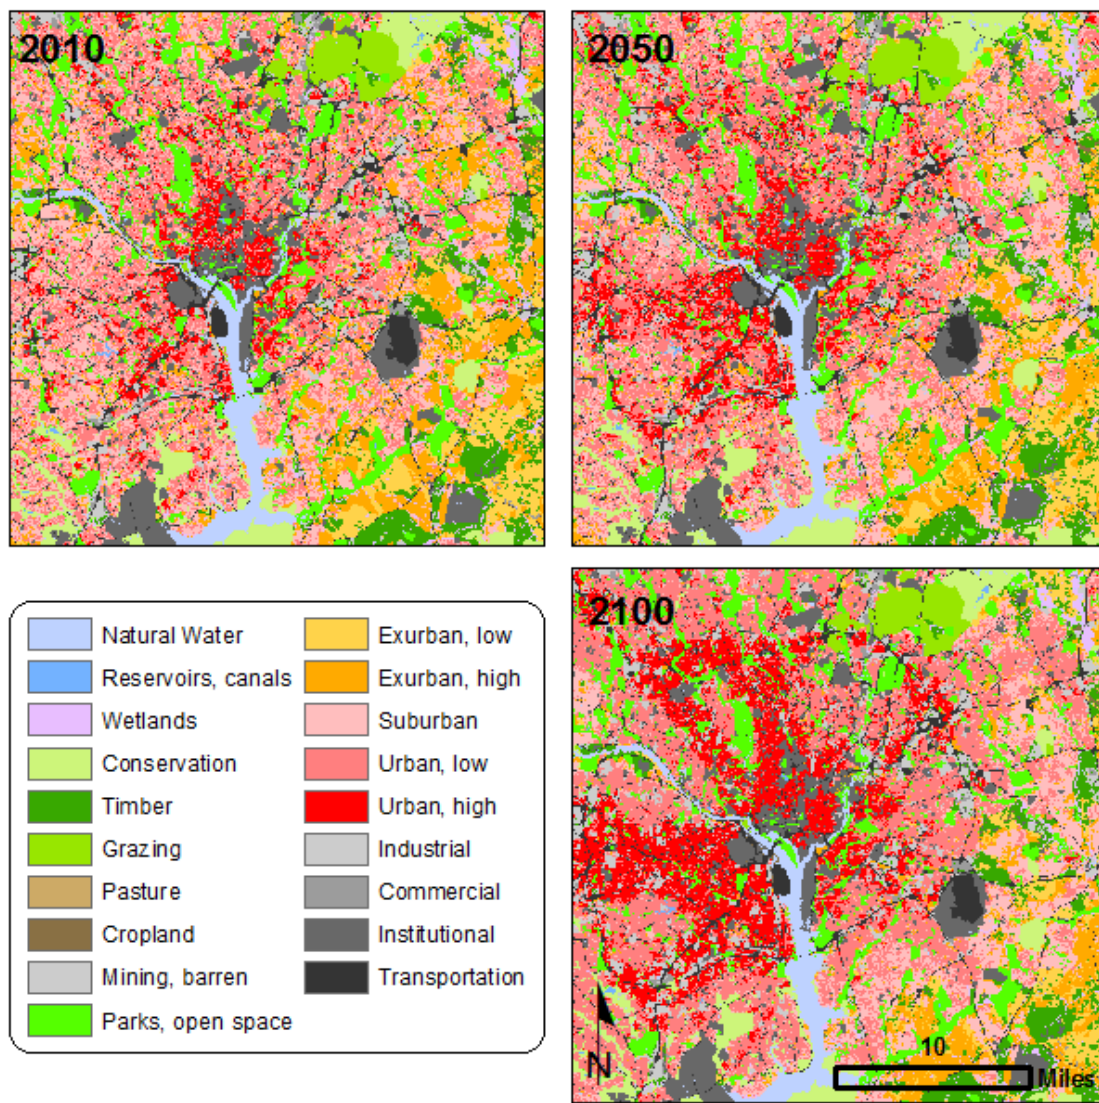 2010
2050
Natural Water
Reservoirs, canals
Wetlands
Conservation
Timber
Grazing
Pasture
Cropland
Mining, barren
Parks, open space
Exurban, low
Exurban, high
Suburban
Urban, low
Urban, high
Industrial
Commercial
Institutional
Transportation
2100
N
10
Miles